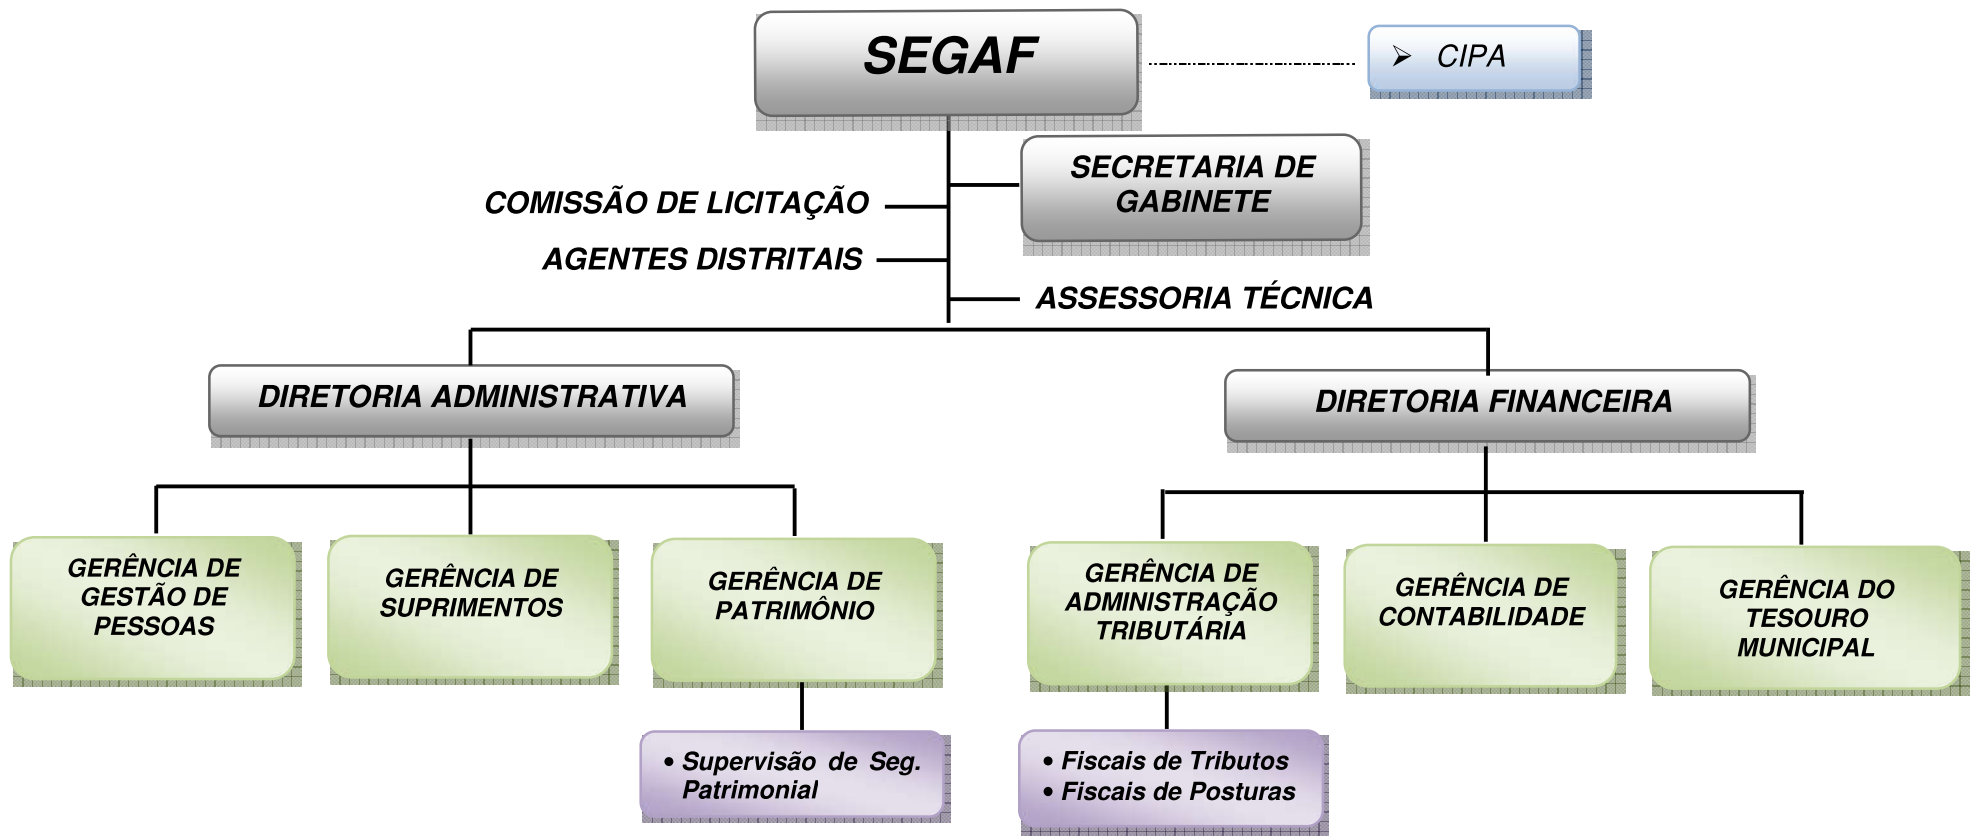 SEGAF
➢ CIPA
SECRETARIA DE
GABINETE
COMISSÃO DE LICITAÇÃO
AGENTES DISTRITAIS
ASSESSORIA TÉCNICA
DIRETORIA ADMINISTRATIVA
DIRETORIA FINANCEIRA
GERÊNCIA DE
GESTÃO DE
PESSOAS
GERÊNCIA DE
SUPRIMENTOS
GERÊNCIA DE
PATRIMÔNIO
GERÊNCIA DE
ADMINISTRAÇÃO
TRIBUTÁRIA
GERÊNCIA DE
CONTABILIDADE
GERÊNCIA DO
TESOURO
MUNICIPAL
• Supervisão de Seg.
Patrimonial
• Fiscais de Tributos
• Fiscais de Posturas